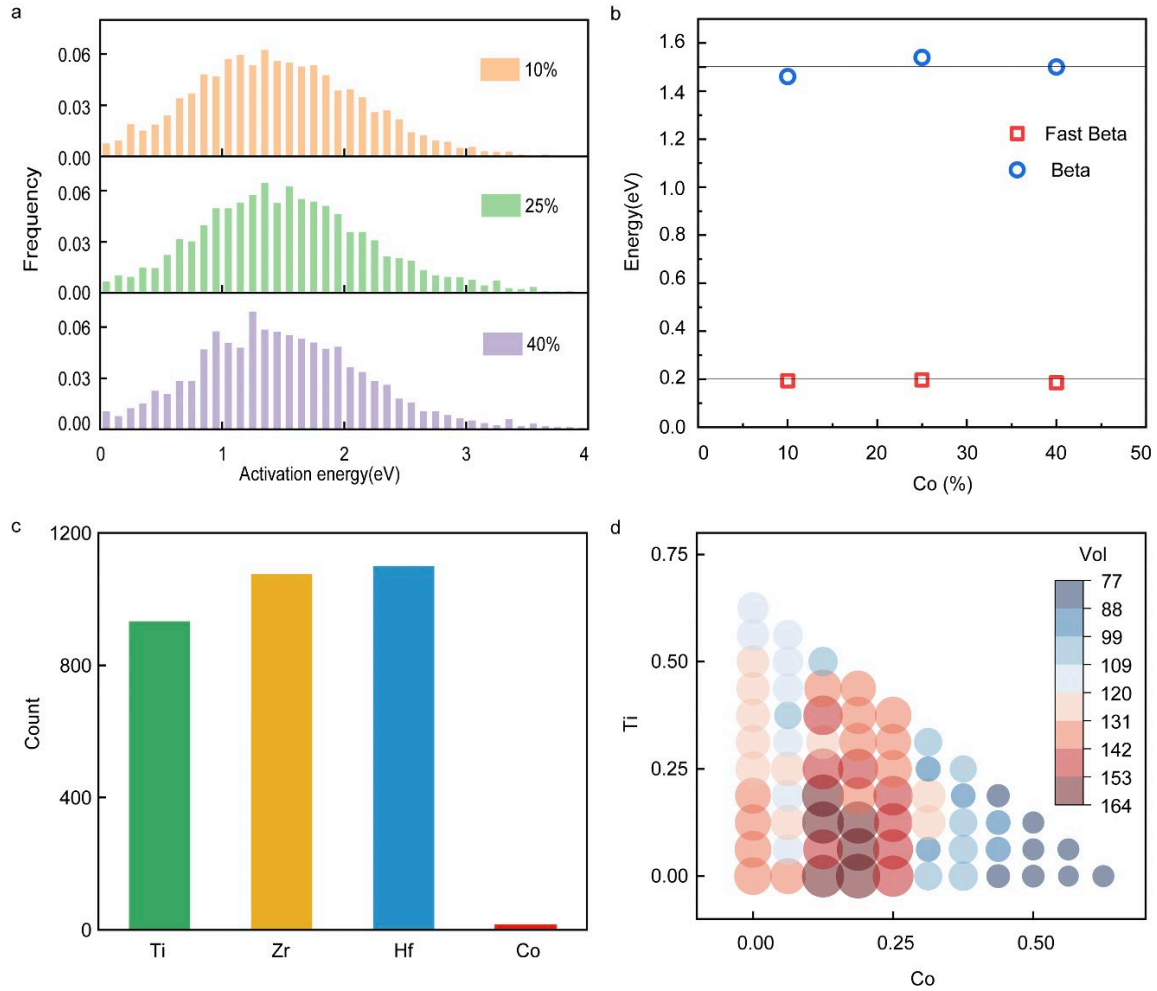 a
Frequency
0.06
0.03
0.00
10%
0.06
0.03
0.00
25%
0.06
0.03
0.00
40%
0 1 2 3 4
Activation energy(eV)
b
Energy(eV)
1.6
1.4
1.2
1.0
0.8
0.6
0.4
0.2
0.0
Fast Beta
Beta
0 10 20 30 40 50
Co (%)
c
Count
1200
800
400
0
Ti Zr Hf Co
d
Ti
0.75
0.50
0.25
0.00
Vol
77
88
99
109
120
131
142
153
164
0.00 0.25 0.50
Co